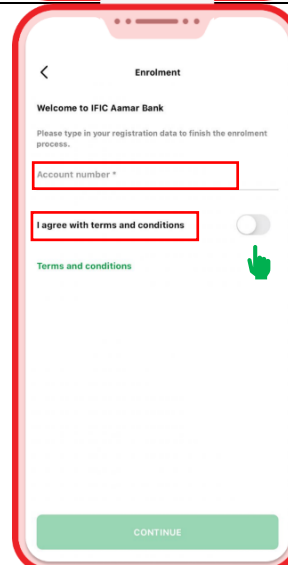 Enrolment
Welcome to IFIC Aamar Bank
Please type in your registration data to finish the enrolment
process.
Account number *
I agree with terms and conditions
Terms and conditions
CONTINUE